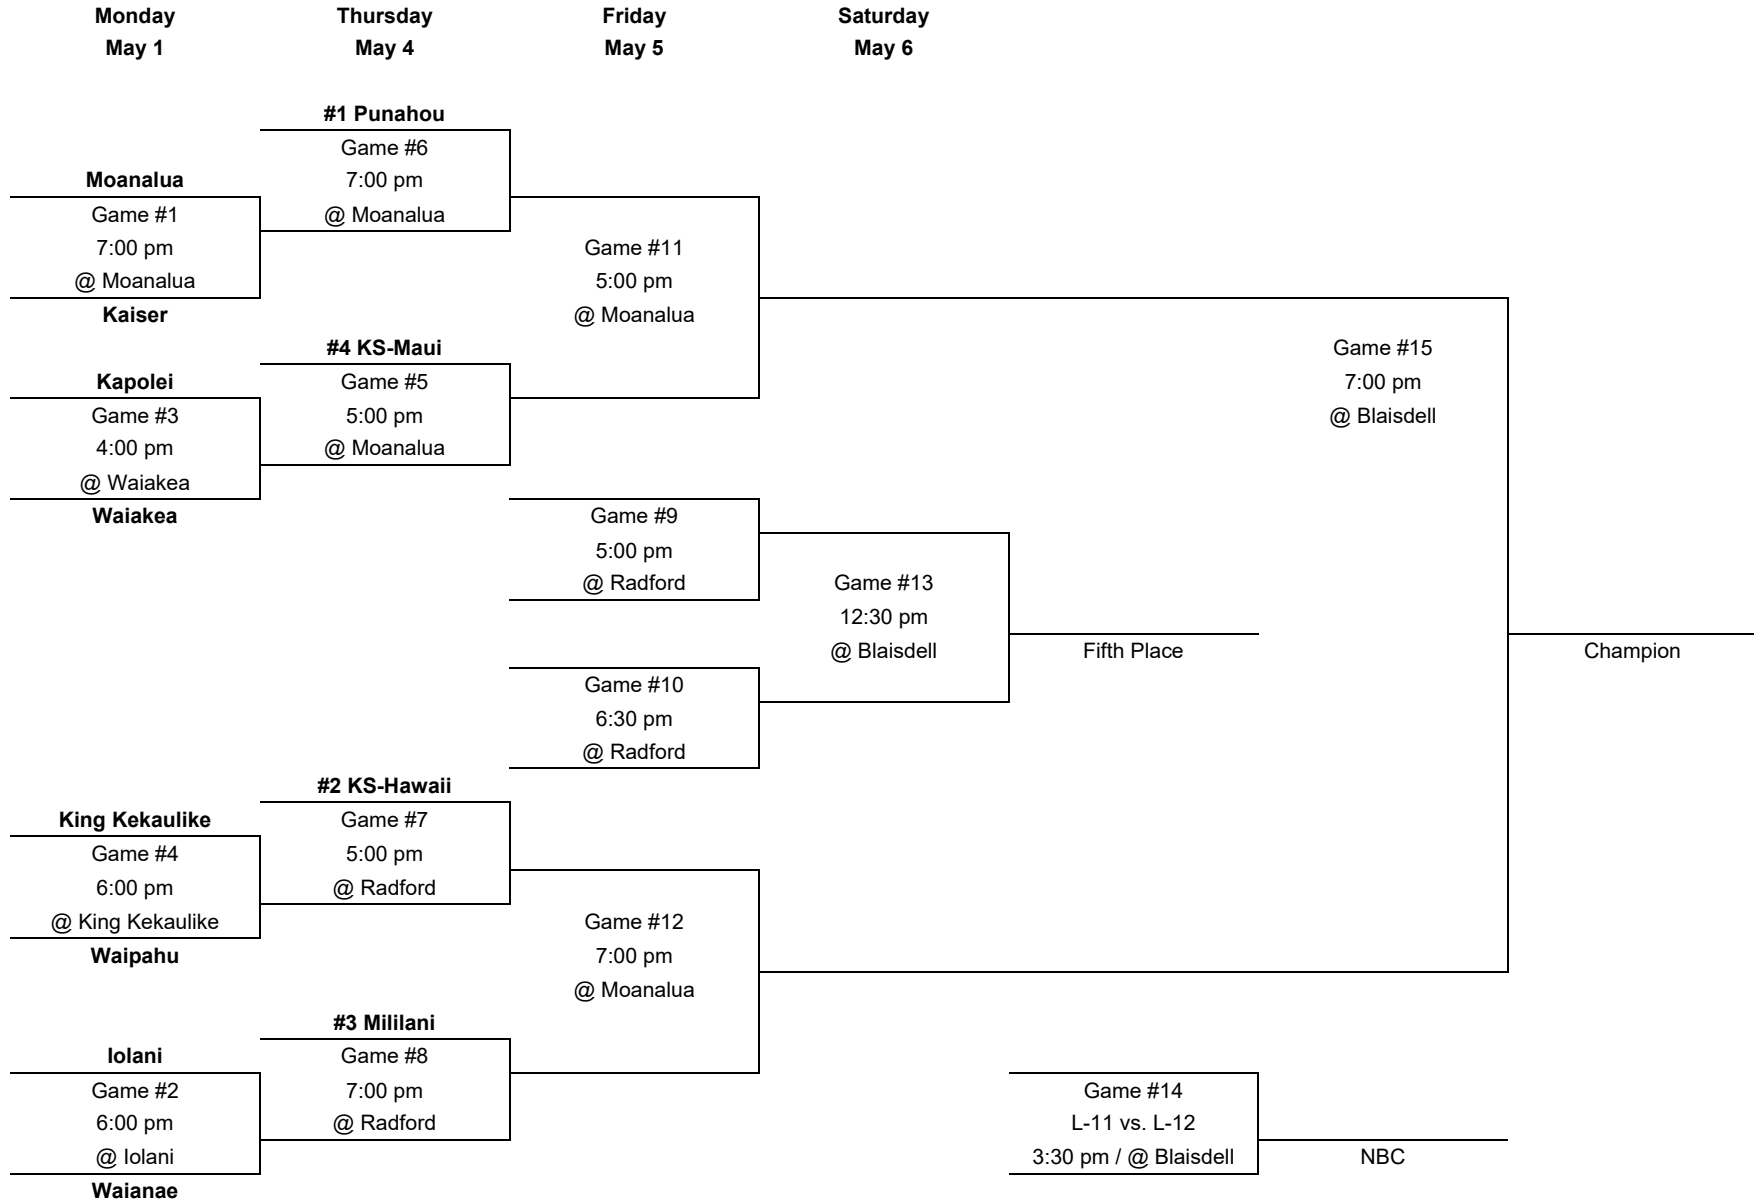 Monday
May 1
Thursday
May 4
Friday
May 5
Saturday
May 6
#1 Punahou
Game #6
7:00 pm
@ Moanalua
Moanalua
Game #1
7:00 pm
@ Moanalua
Kaiser
Game #11
5:00 pm
@ Moanalua
#4 KS-Maui
Game #5
5:00 pm
@ Moanalua
Kapolei
Game #3
4:00 pm
@ Waiakea
Waiakea
Game #15
7:00 pm
@ Blaisdell
Game #9
5:00 pm
@ Radford
Game #13
12:30 pm
@ Blaisdell
Fifth Place
Champion
Game #10
6:30 pm
@ Radford
#2 KS-Hawaii
Game #7
5:00 pm
@ Radford
King Kekaulike
Game #4
6:00 pm
@ King Kekaulike
Waipahu
Game #12
7:00 pm
@ Moanalua
#3 Mililani
Game #8
7:00 pm
@ Radford
Iolani
Game #2
6:00 pm
@ Iolani
Waianae
Game #14
L-11 vs. L-12
3:30 pm / @ Blaisdell
NBC